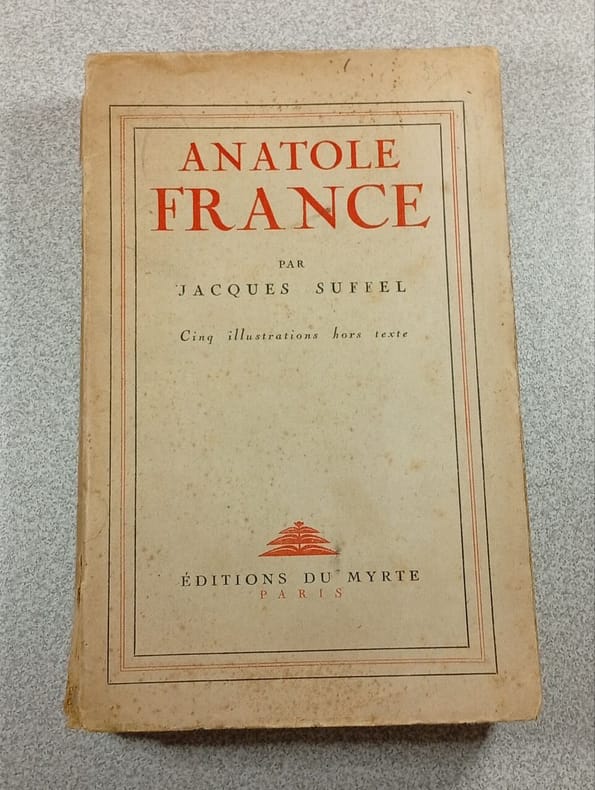 ANATOLE
FRANCE
PAR
JACQUES SUFFEL
Cinq illustrations hors texte
ÉDITIONS DU MYRTE
PARIS